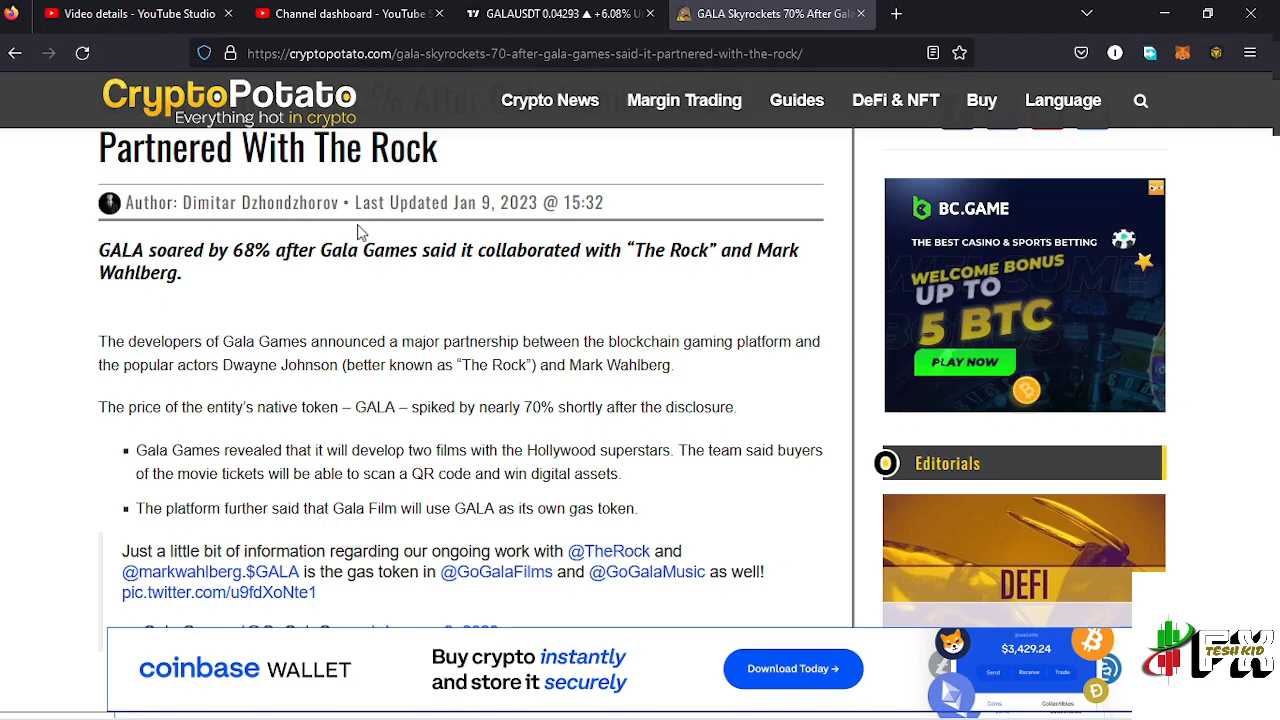 Video details - YouTube Studio
Channel dashboard - YouTube S
GALAUSDT 0.04293 ▲ +6.08% Un
GALA Skyrockets 70% After Gala
https://cryptopotato.com/gala-skyrockets-70-after-gala-games-said-it-partnered-with-the-rock/
CryptoPotato
Everything hot in crypto
Crypto News
Margin Trading
Guides
DeFi & NFT
Buy
Language
Partnered With The Rock
Author: Dimitar Dzhondzhorov • Last Updated Jan 9, 2023 @ 15:32
GALA soared by 68% after Gala Games said it collaborated with “The Rock” and Mark
Wahlberg.
The developers of Gala Games announced a major partnership between the blockchain gaming platform and
the popular actors Dwayne Johnson (better known as “The Rock”) and Mark Wahlberg.
The price of the entity’s native token – GALA – spiked by nearly 70% shortly after the disclosure.
Gala Games revealed that it will develop two films with the Hollywood superstars. The team said buyers
of the movie tickets will be able to scan a QR code and win digital assets.
The platform further said that Gala Film will use GALA as its own gas token.
Just a little bit of information regarding our ongoing work with @TheRock and
@markwahlberg.$GALA is the gas token in @GoGalaFilms and @GoGalaMusic as well!
pic.twitter.com/u9fdXoNte1
BC.GAME
THE BEST CASINO & SPORTS BETTING
WELCOME BONUS
UP TO
5 BTC
PLAY NOW
Editorials
DEFI
coinbase WALLET
Buy crypto instantly
and store it securely
Download Today →
$3,429.24
Send
Receive
Trade
Coins
Collectibles
FX
TESH KID